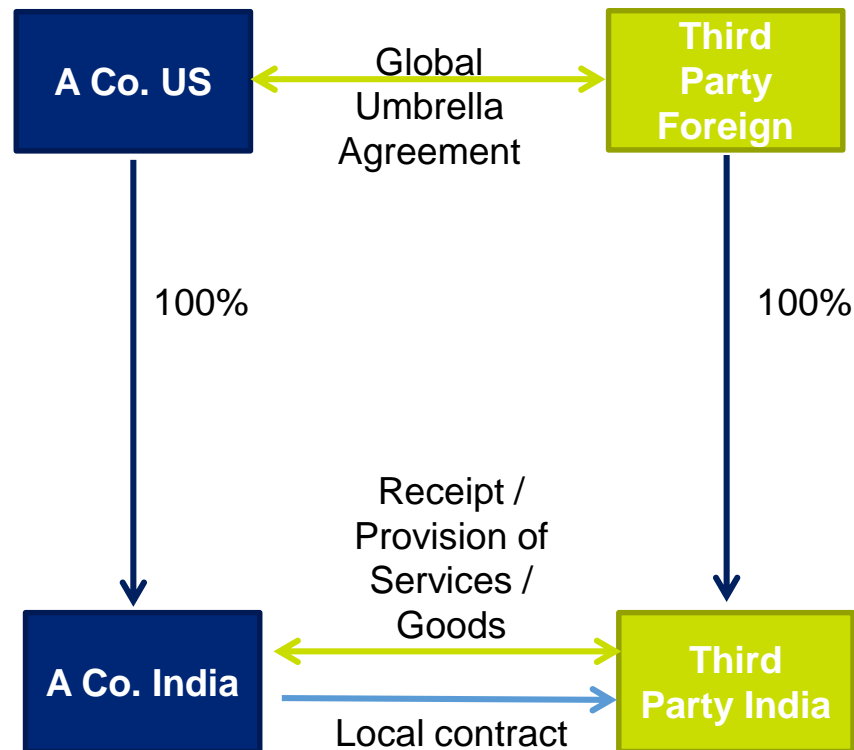 A Co. US
Global
Umbrella
Agreement
Third
Party
Foreign
100%
100%
Receipt /
Provision of
Services /
Goods
A Co. India
Third
Party India
Local contract